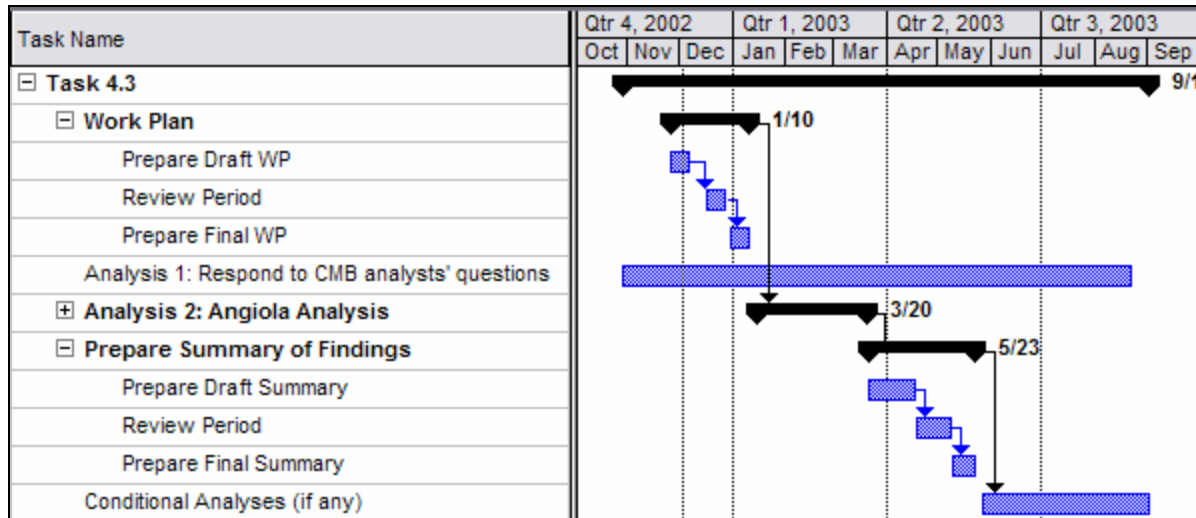 Task Name
Qtr 4, 2002 Qtr 1, 2003 Qtr 2, 2003 Qtr 3, 2003
Oct Nov Dec Jan Feb Mar Apr May Jun Jul Aug Sep
Task 4.3 9/1
Work Plan 1/10
Prepare Draft WP
Review Period
Prepare Final WP
Analysis 1: Respond to CMB analysts' questions
Analysis 2: Angiola Analysis 3/20
Prepare Summary of Findings 5/23
Prepare Draft Summary
Review Period
Prepare Final Summary
Conditional Analyses (if any)